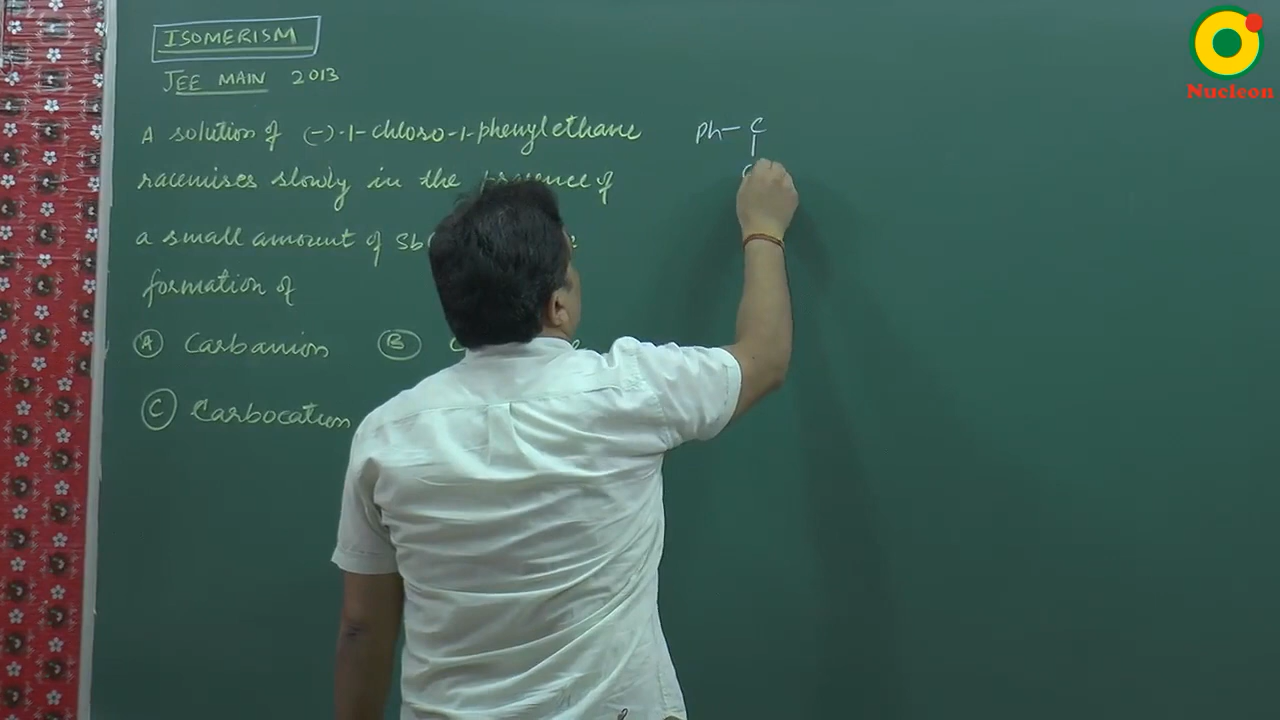 ISOMERISM
JEE MAIN 2013
A solution of (-)-1-chloro-1-phenylethane
racemises slowly in the presence of
a small amount of Sb
formation of
A Carbanion B
C Carbocation
Ph- C
Nucleon